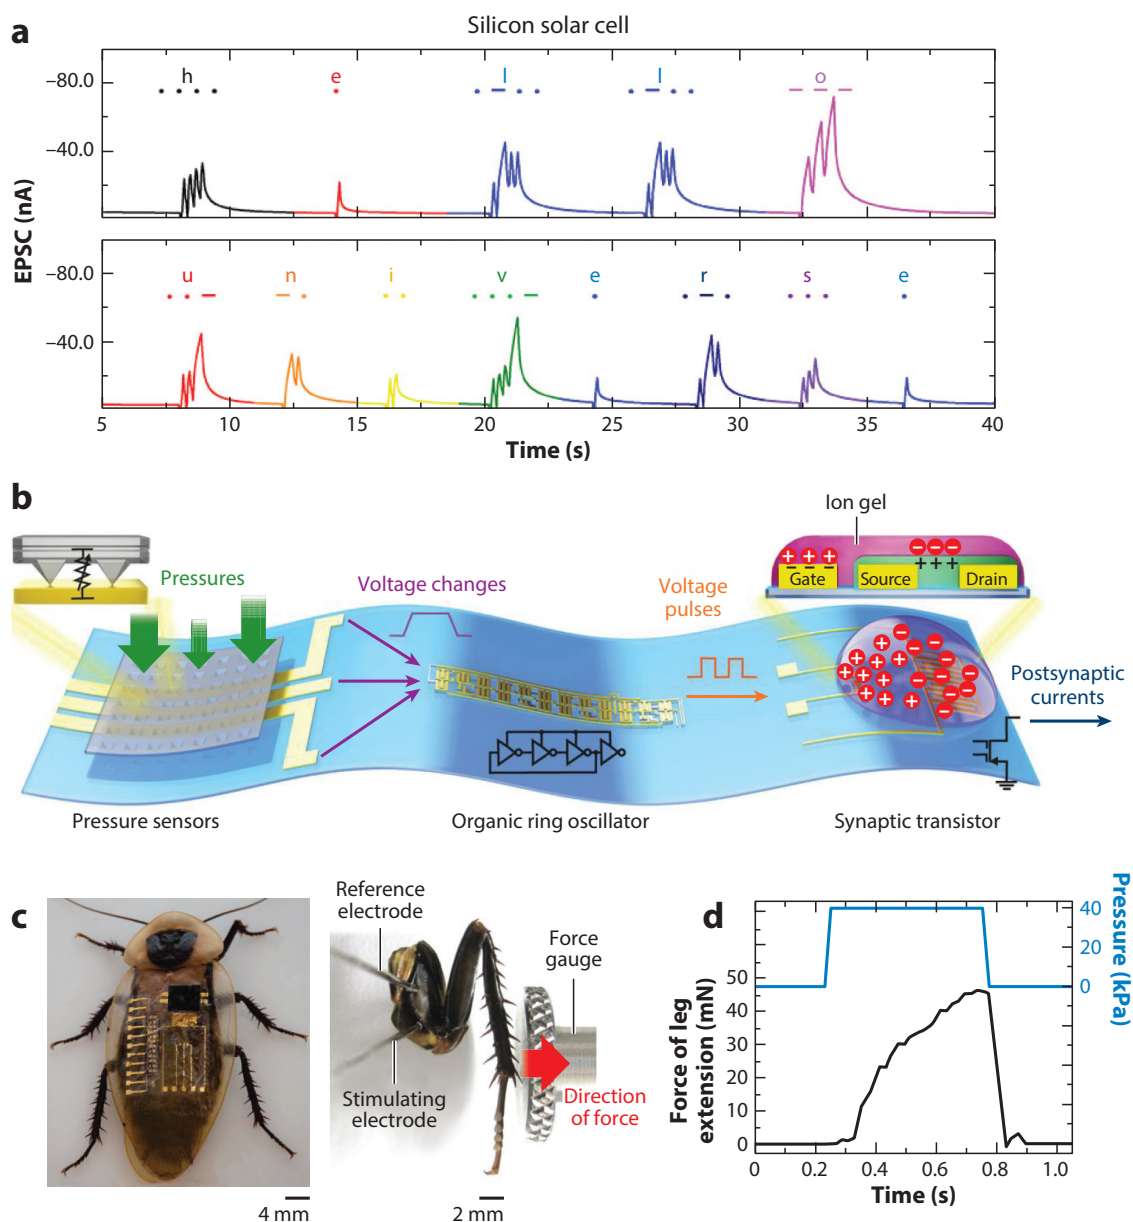 a
Silicon solar cell
−80.0
−40.0
h
e
l
l
o
EPSC (nA)
−80.0
−40.0
u
n
i
v
e
r
s
e
5
10
15
20
25
30
35
40
Time (s)
b
Pressures
Voltage changes
Voltage
pulses
Ion gel
Gate
Source
Drain
Postsynaptic
currents
Pressure sensors
Organic ring oscillator
Synaptic transistor
c
Reference
electrode
Stimulating
electrode
Force
gauge
Direction
of force
4 mm
2 mm
d
50
40
30
20
10
0
Force of leg
extension (mN)
40
20
0
Pressure (kPa)
0
0.2
0.4
0.6
0.8
1.0
Time (s)